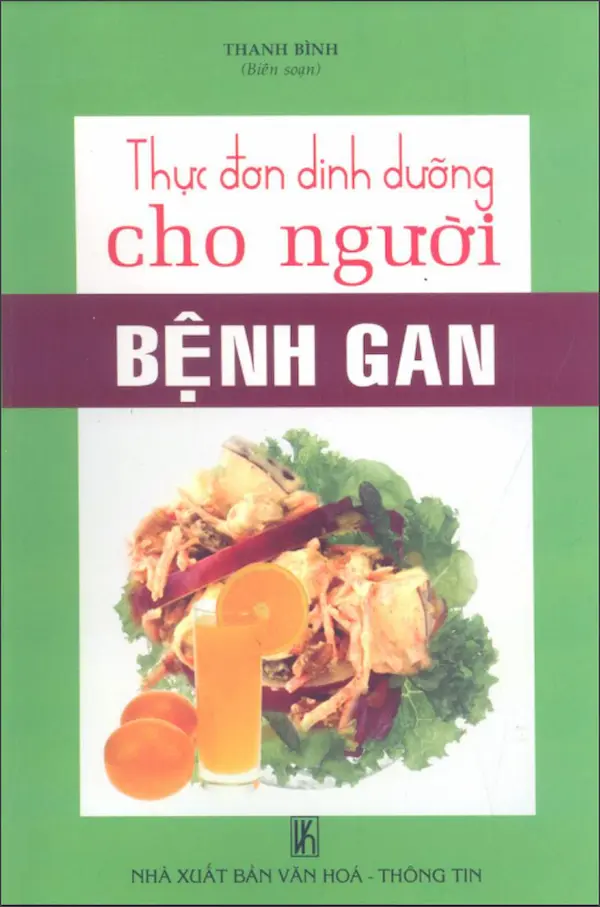 THANH BÌNH
(Biên soạn)
Thực đơn dinh dưỡng
cho người
BỆNH GAN
NHÀ XUẤT BẢN VĂN HOÁ - THÔNG TIN